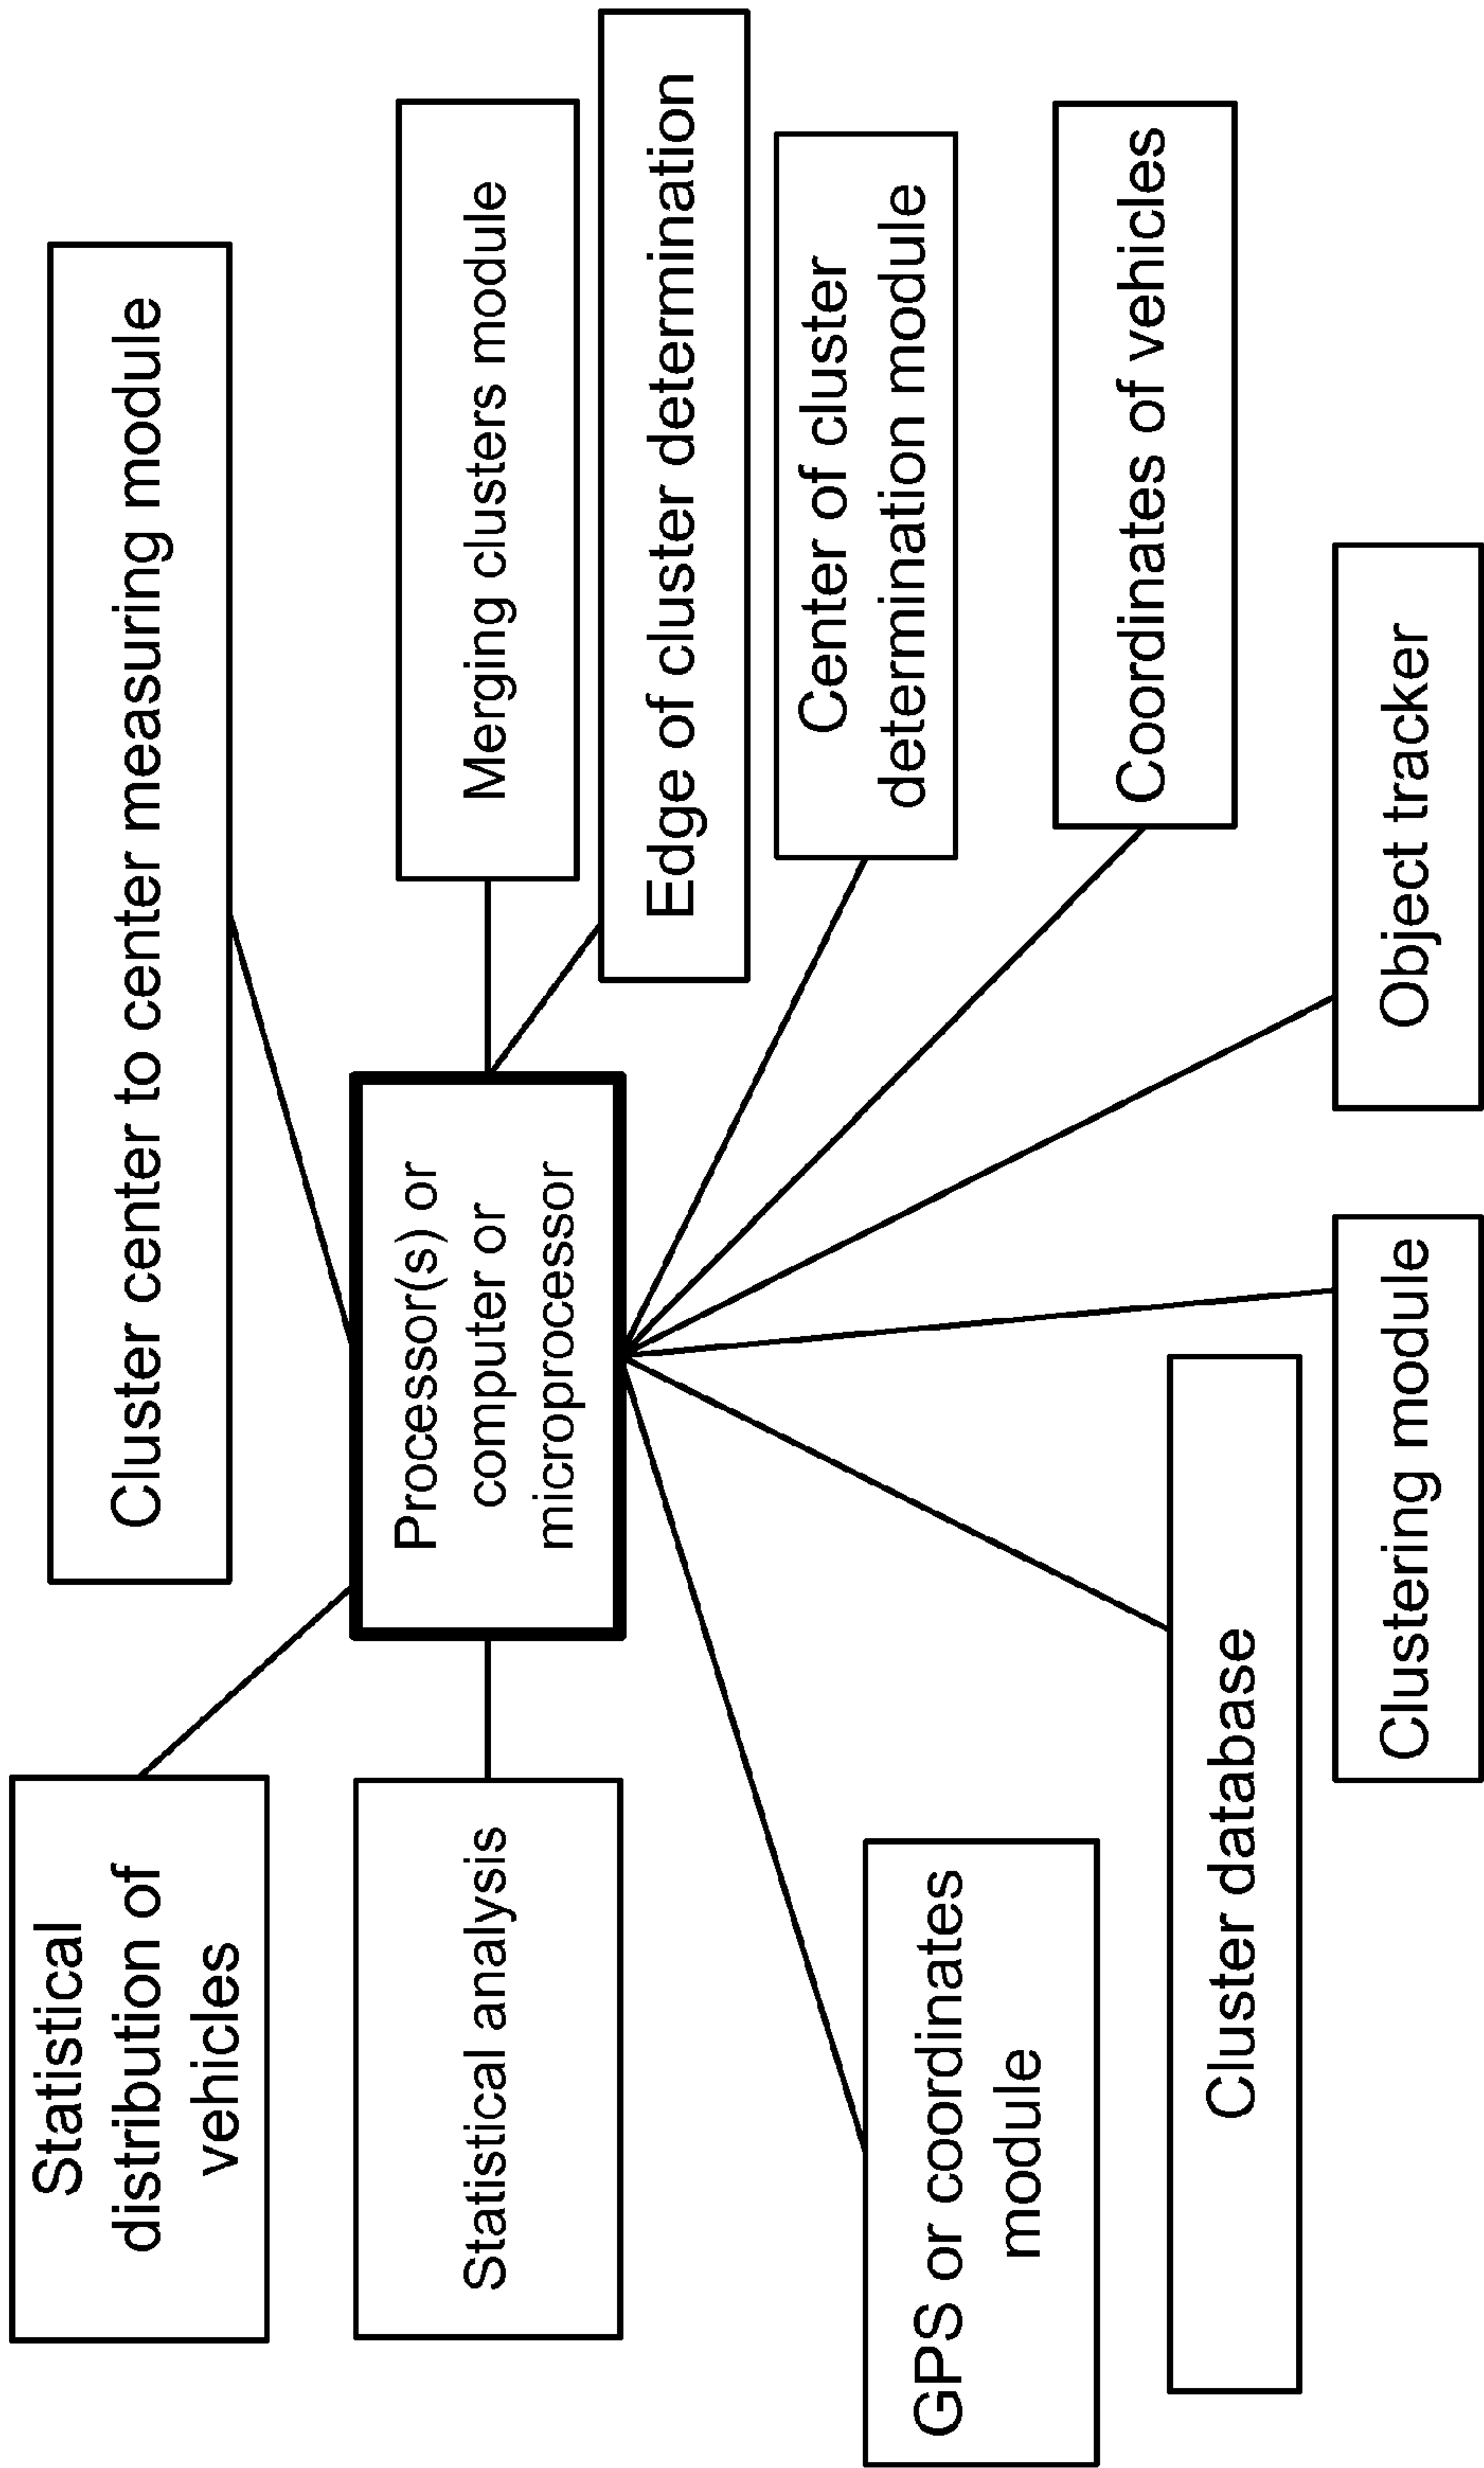 Statistical
distribution of
vehicles
Cluster center to center measuring module
Statistical analysis
Processor(s) or
computer or
microprocessor
Merging clusters module
Edge of cluster determination
Center of cluster
determination module
GPS or coordinates
module
Coordinates of vehicles
Cluster database
Clustering module
Object tracker